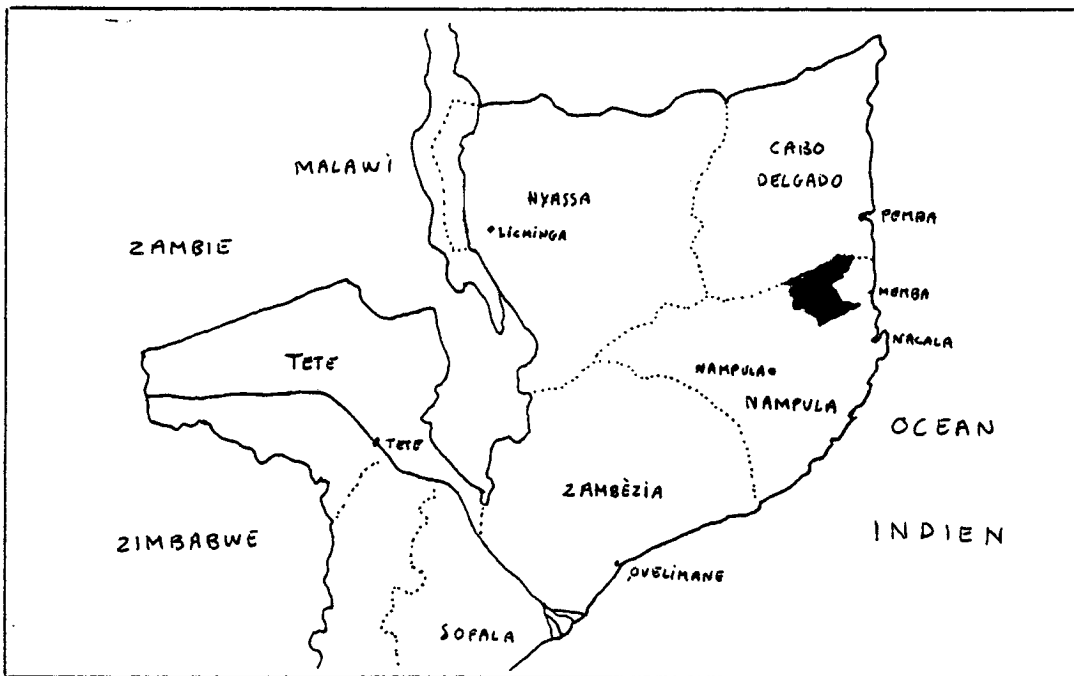 CABO
DELGADO
MALAWI
NYASSA
PEMBA
LICHINGA
ZAMBIE
MEMBA
NACALA
TETE
NAMPULA
NAMPULA
OCEAN
TETE
ZAMBÈZIA
ZIMBABWE
INDIEN
QUELIMANE
SOFALA